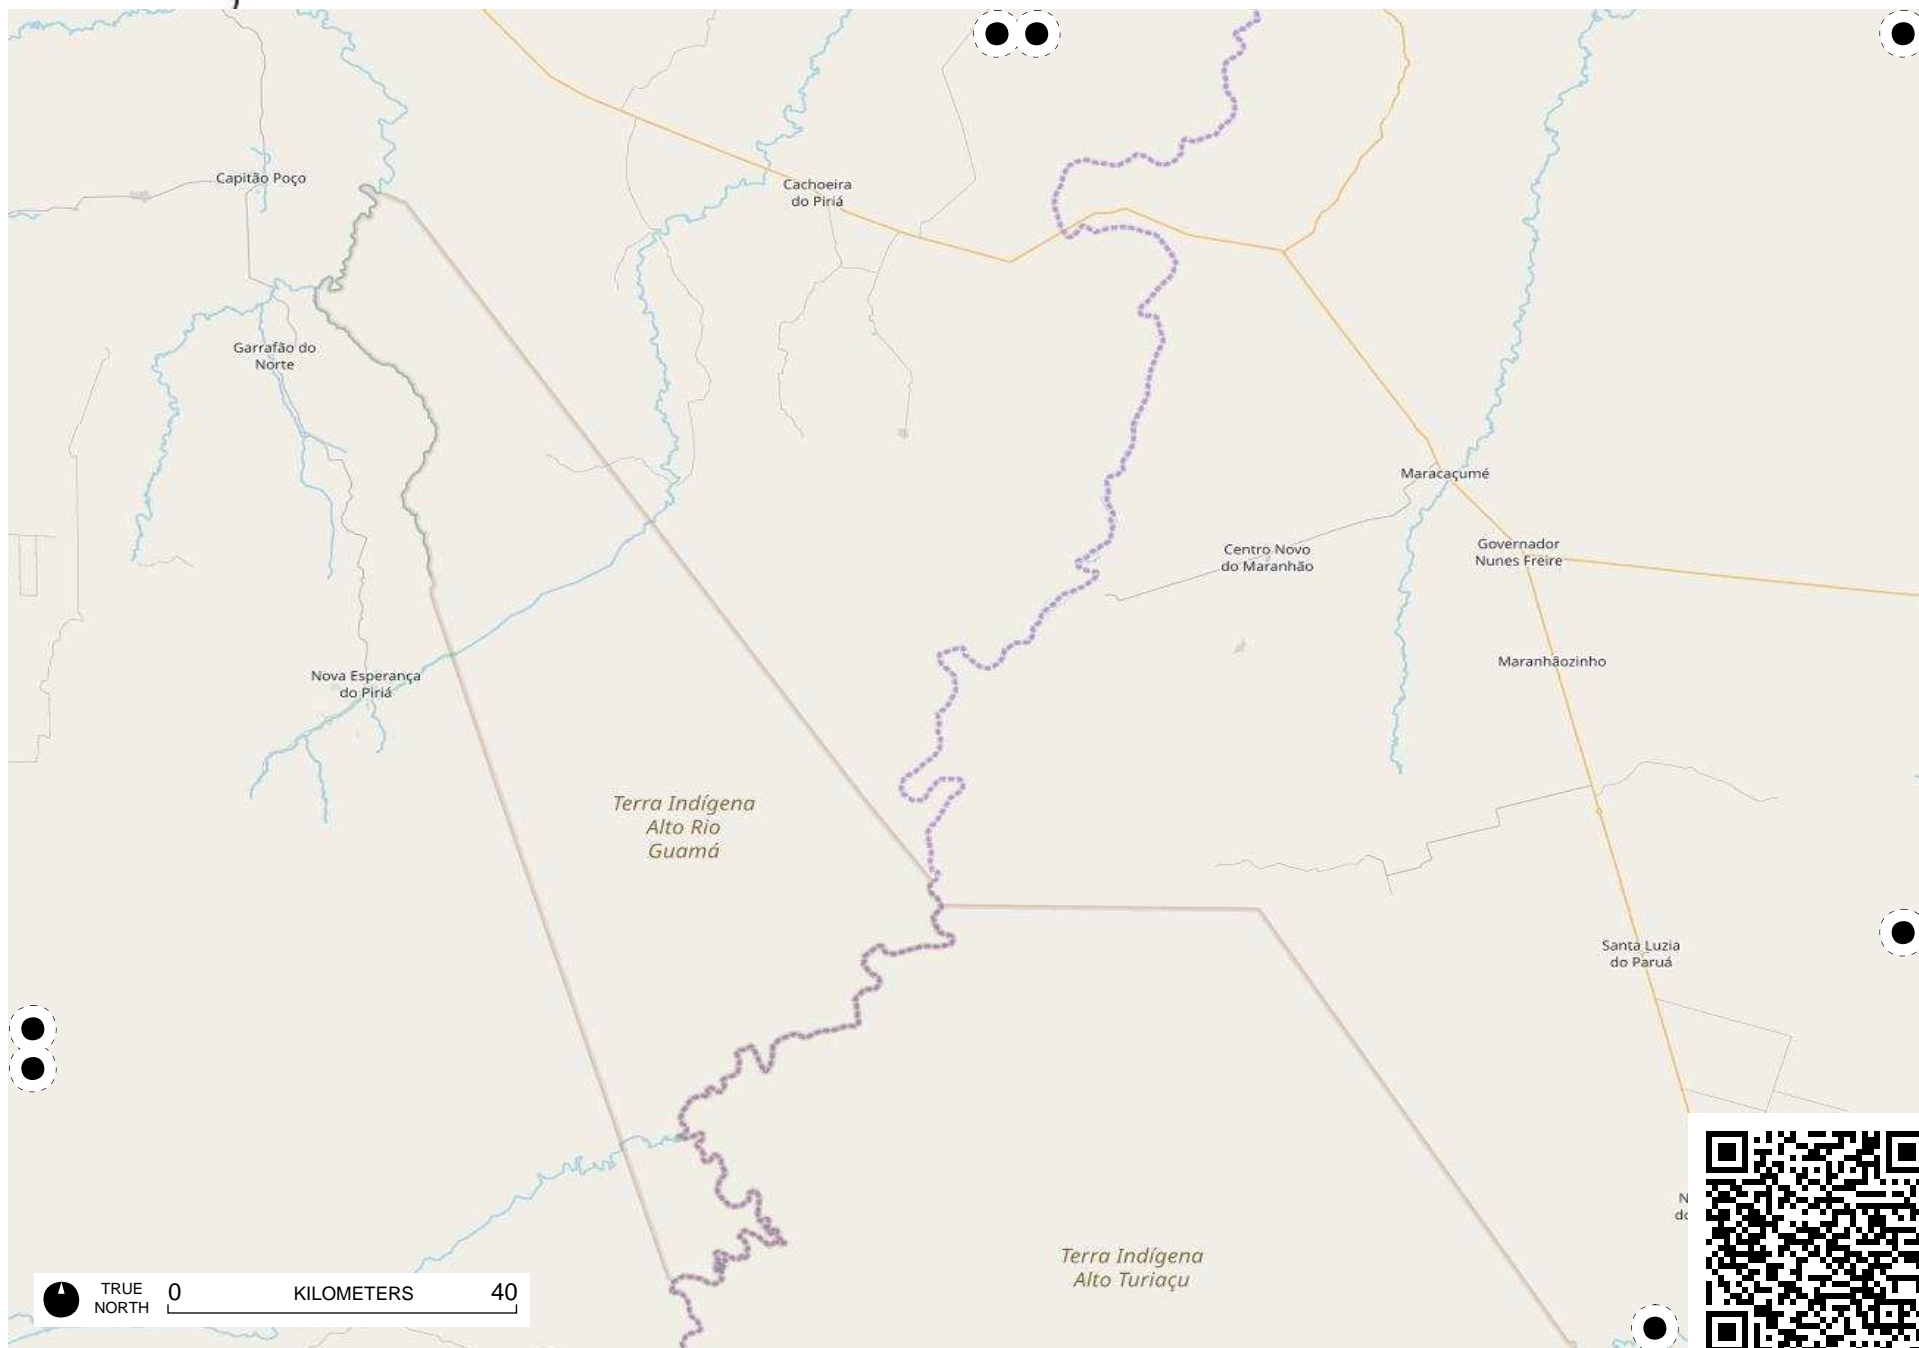 Capitão Poço
Cachoeira
do Piriá
Garrafão do
Norte
Maracaçumé
Centro Novo
do Maranhão
Governador
Nunes Freire
Maranhãozinho
Nova Esperança
do Piriá
Terra Indígena
Alto Rio
Guamá
Santa Luzia
do Paruá
Terra Indígena
Alto Turiaçu
TRUE
NORTH
0 KILOMETERS 40